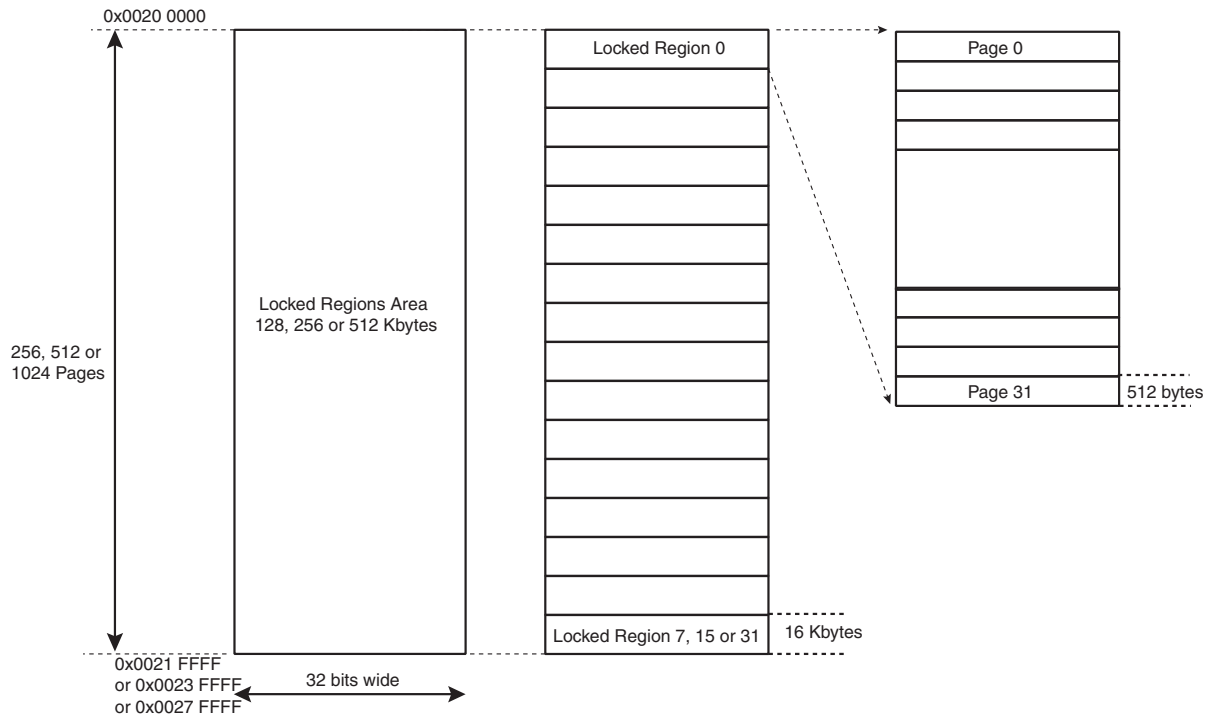 0x0020 0000
Locked Region 0
Page 0
Locked Regions Area
128, 256 or 512 Kbytes
256, 512 or
1024 Pages
Page 31
512 bytes
Locked Region 7, 15 or 31
16 Kbytes
0x0021 FFFF
or 0x0023 FFFF
or 0x0027 FFFF
32 bits wide